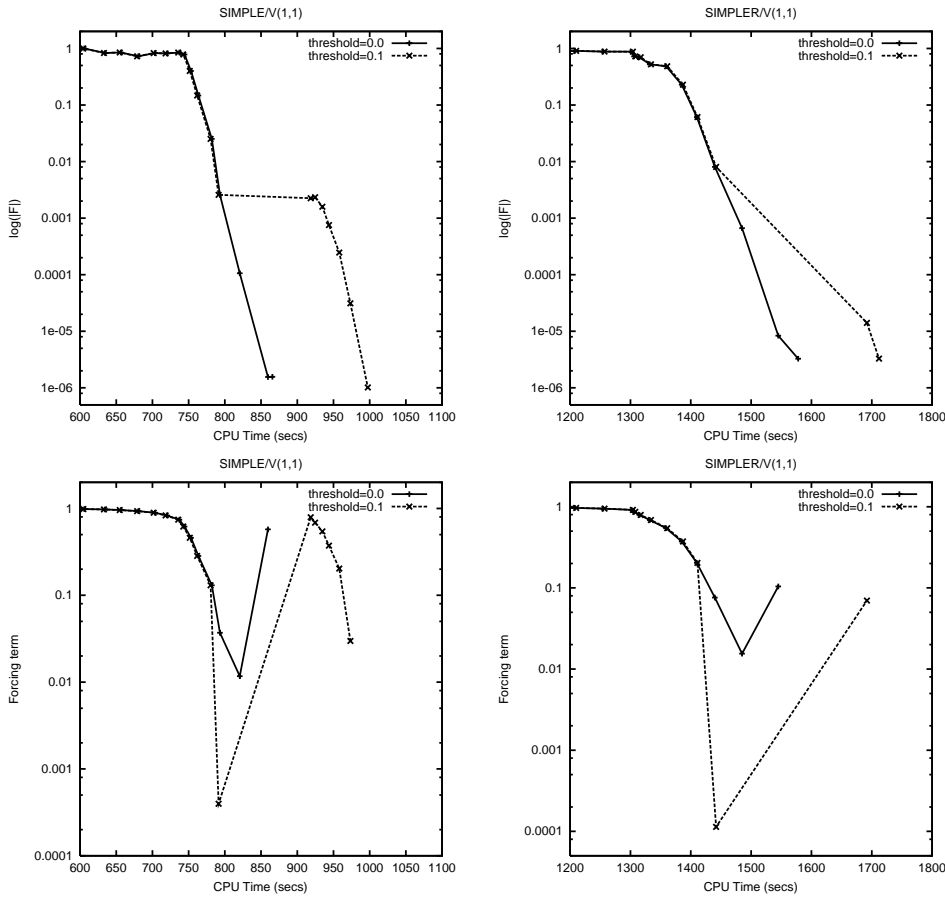 SIMPLE/V(1,1)
threshold=0.0
threshold=0.1
1
0.1
0.01
0.001
0.0001
1e-05
1e-06
log(|F|)
600 650 700 750 800 850 900 950 1000 1050 1100
CPU Time (secs)
SIMPLER/V(1,1)
threshold=0.0
threshold=0.1
1
0.1
0.01
0.001
0.0001
1e-05
1e-06
log(|F|)
1200 1300 1400 1500 1600 1700 1800
CPU Time (secs)
SIMPLE/V(1,1)
threshold=0.0
threshold=0.1
1
0.1
0.01
0.001
0.0001
Forcing term
600 650 700 750 800 850 900 950 1000 1050 1100
CPU Time (secs)
SIMPLER/V(1,1)
threshold=0.0
threshold=0.1
1
0.1
0.01
0.001
0.0001
Forcing term
1200 1300 1400 1500 1600 1700 1800
CPU Time (secs)